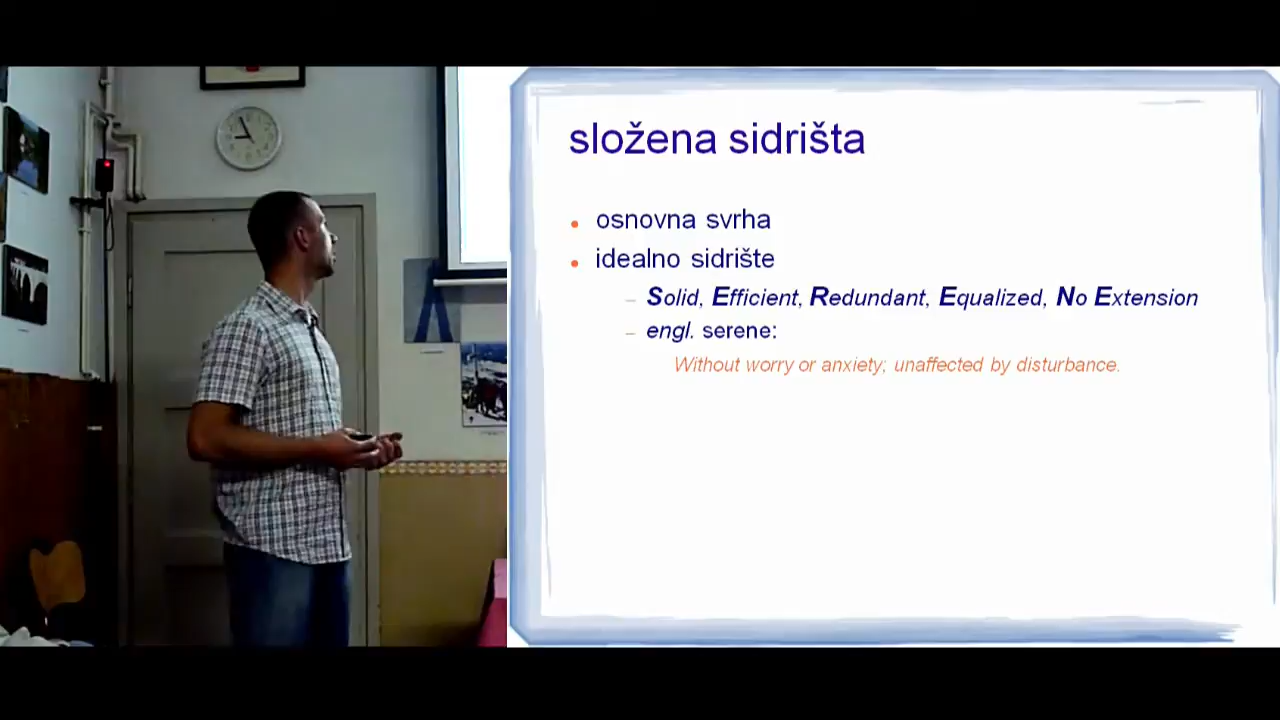 složena sidrišta
osnovna svrha
idealno sidrište
Solid, Efficient, Redundant, Equalized, No Extension
engl. serene:
Without worry or anxiety; unaffected by disturbance.